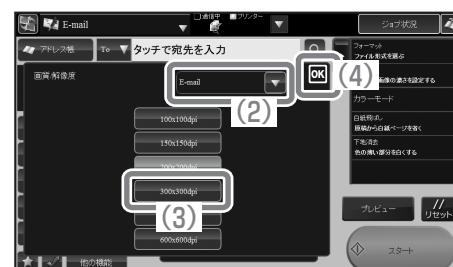 E-mail
送信中
プリンター
ジョブ状況
アドレス帳
To
タッチで宛先を入力
フォーマット
ファイル形式を選ぶ
画質/解像度
E-mail
OK
(4)
(2)
画像の濃さを設定する
カラーモード
100x100dpi
白紙飛ばし
原稿から白紙ページを省く
150x150dpi
下地消去
色の薄い部分を白くする
200x200dpi
300x300dpi
(3)
プレビュー
リセット
600x600dpi
スタート
他の機能